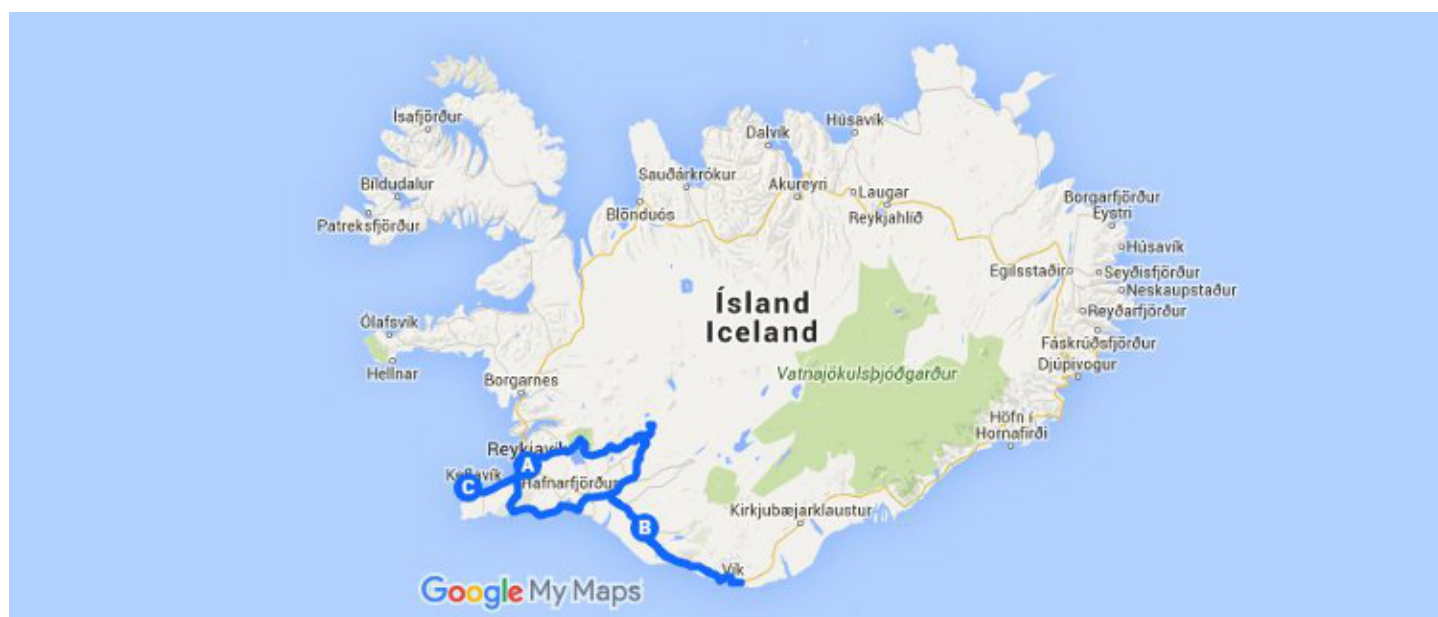 Ísafjörður
Dalvík
Húsavík
Sauðárkrókur
Bíldudalur
Akureyri
Laugar
Borgarfjörður
Eystri
Patreksfjörður
Blönduós
Reykjahlíð
Húsavík
Egilsstaðir
Seyðisfjörður
Neskaupstaður
Ísland
Iceland
Reyðarfjörður
Ólafsvík
Fáskrúðsfjörður
Hellnar
Djúpivogur
Borgarnes
Vatnajökulsþjóðgarður
Höfn í
Hornafirði
Reykjavík
A
Keflavík
C
Hafnarfjörður
Kirkjubæjarklaustur
B
Vík
Google My Maps